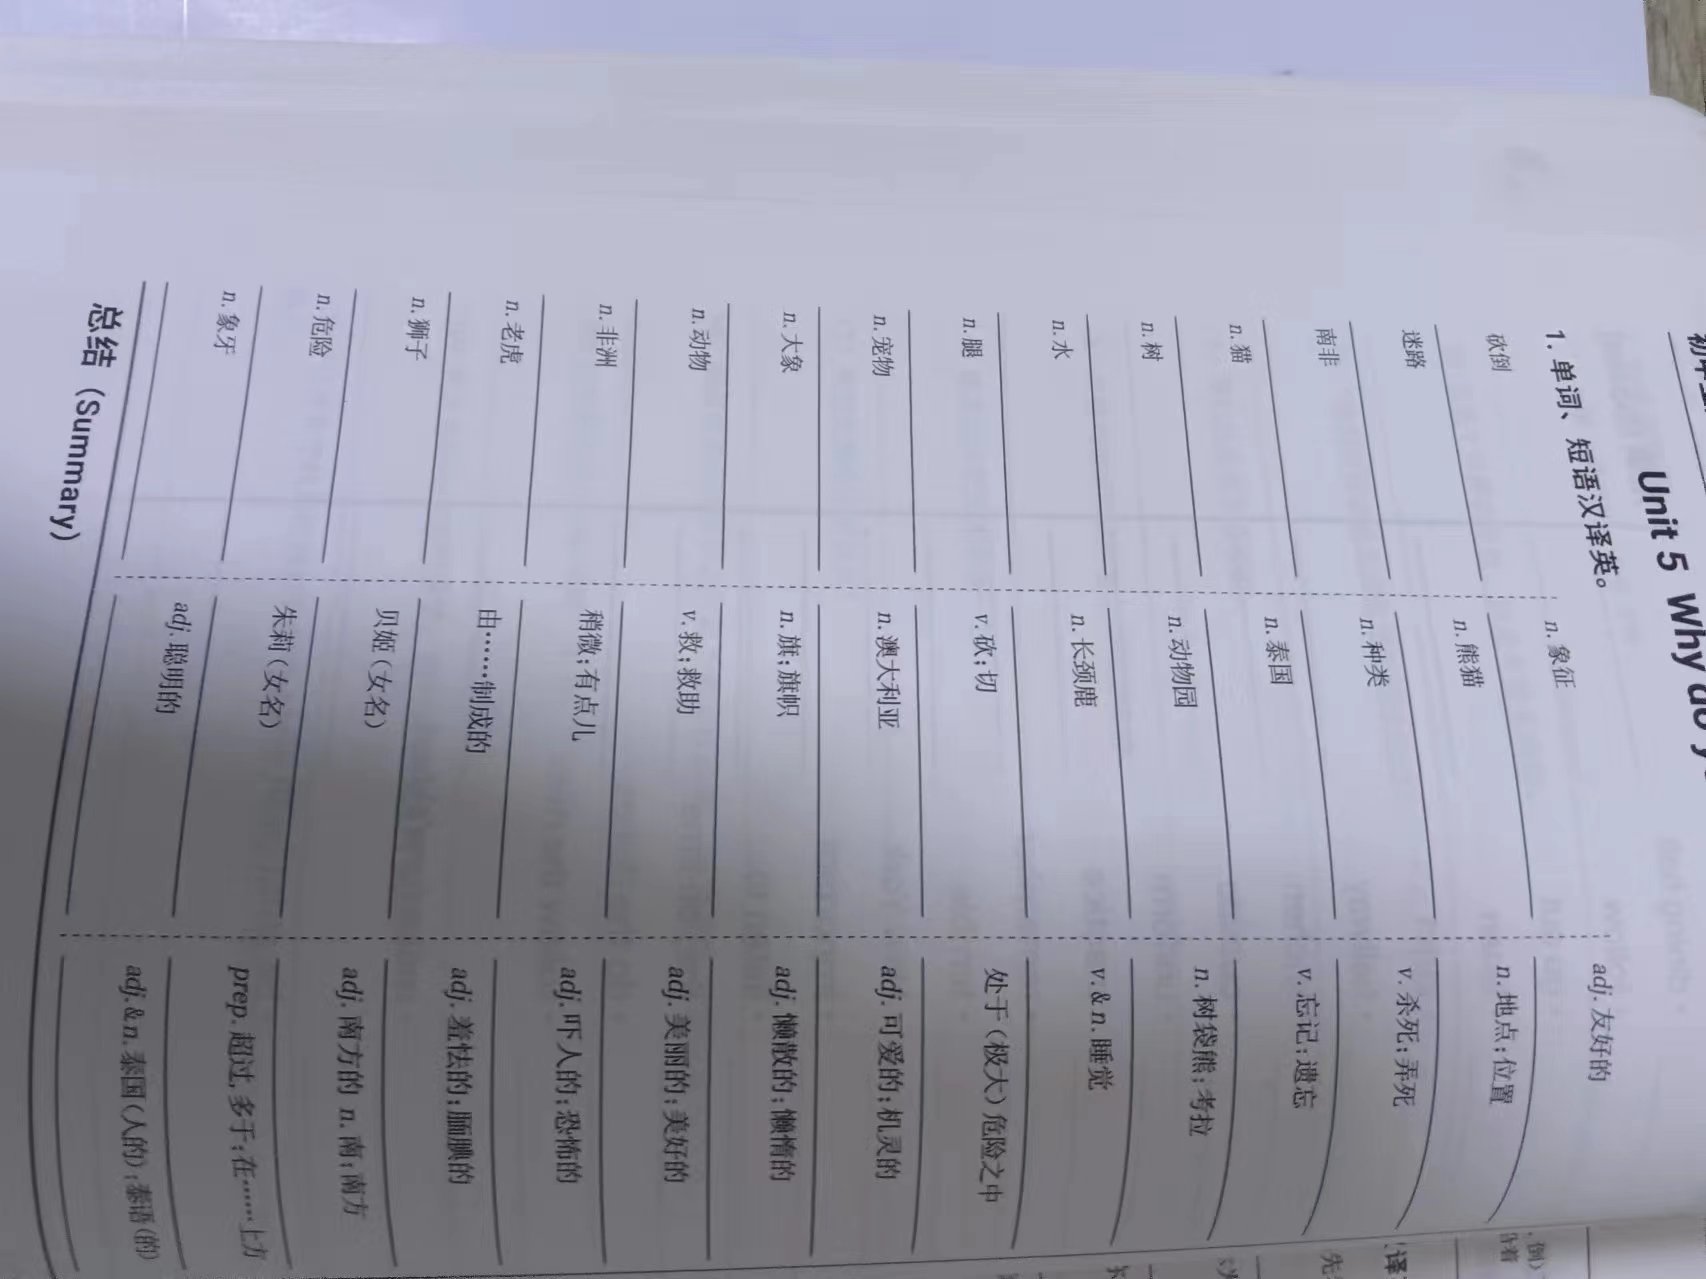 Unit 5 Why do
1. 单词、短语汉译英。
砍倒
迷路
南非
n. 猫
n. 树
n. 水
n. 腿
n. 宠物
n. 大象
n. 动物
n. 非洲
n. 老虎
n. 狮子
n. 危险
n. 象牙
n. 象征
n. 熊猫
n. 种类
n. 泰国
n. 动物园
n. 长颈鹿
v. 砍;切
n. 澳大利亚
n. 旗;旗帜
v. 救;救助
稍微;有点儿
由……制成的
贝姬(女名)
朱莉(女名)
adj. 聪明的
adj. 友好的
n. 地点;位置
v. 杀死;弄死
v. 忘记;遗忘
n. 树袋熊;考拉
v. & n. 睡觉
处于(极大)危险之中
adj. 可爱的;机灵的
adj. 懒散的;懒惰的
adj. 美丽的;美好的
adj. 吓人的;恐怖的
adj. 羞怯的;腼腆的
adj. 南方的 n. 南;南方
prep. 超过,多于;在……上方
adj. & n. 泰国(人的);泰语(的)
总结(Summary)
倒)
沿着
译
先